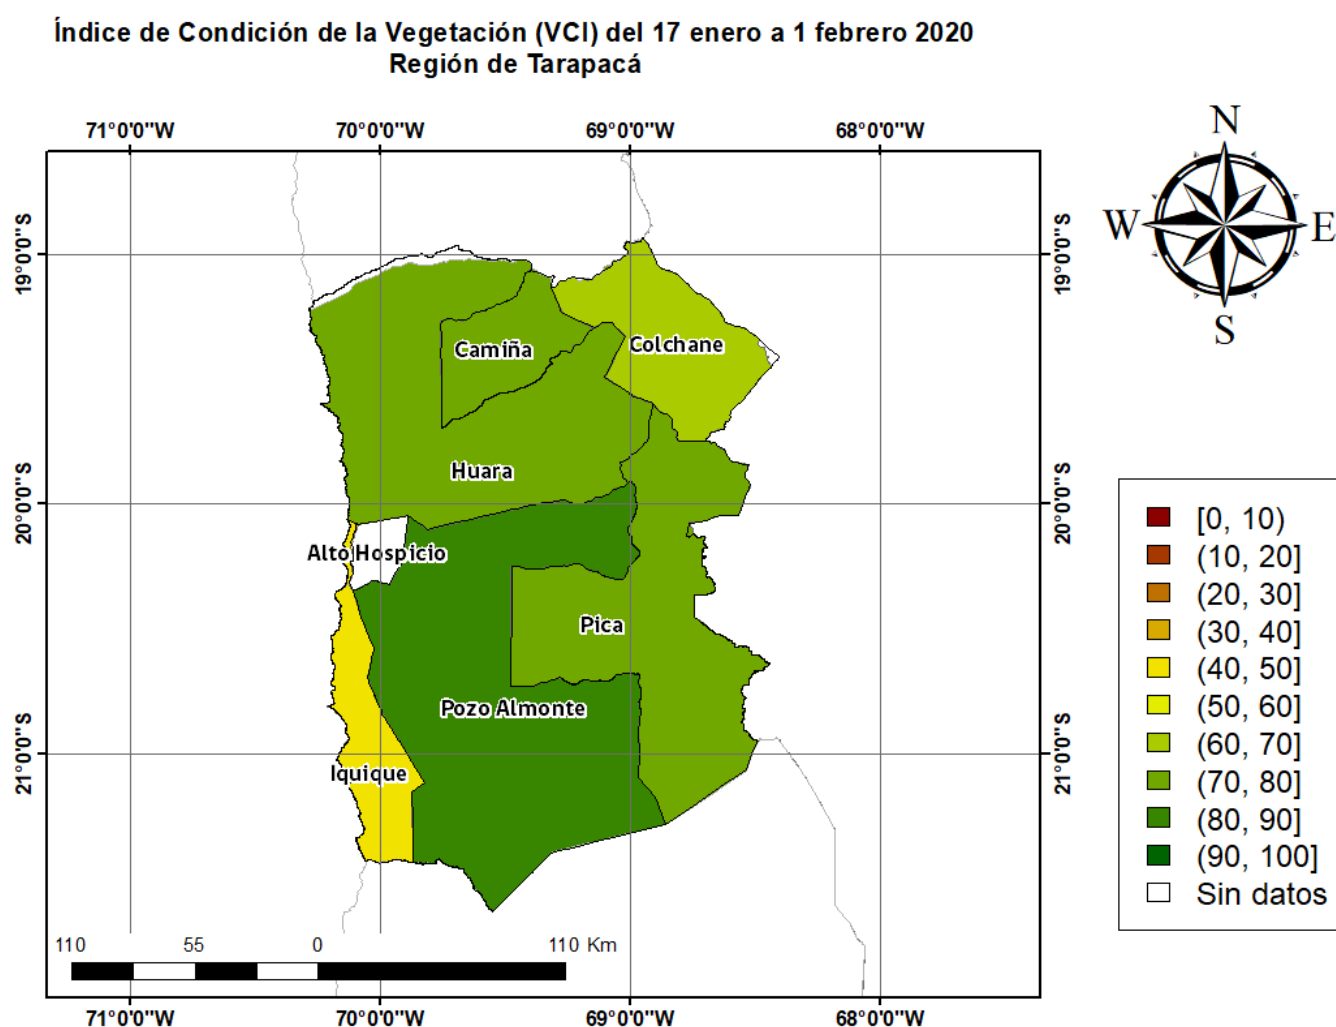 Índice de Condición de la Vegetación (VCI) del 17 enero a 1 febrero 2020
Región de Tarapacá
71°0'0"W 70°0'0"W 69°0'0"W 68°0'0"W
N
W E
S
19°0'0"S 19°0'0"S
Camiña
Colchane
Huara
20°0'0"S 20°0'0"S
Alto Hospicio
Pica
Pozo Almonte
21°0'0"S 21°0'0"S
Iquique
[0, 10)
(10, 20]
(20, 30]
(30, 40]
(40, 50]
(50, 60]
(60, 70]
(70, 80]
(80, 90]
(90, 100]
Sin datos
110 55 0 110 Km
71°0'0"W 70°0'0"W 69°0'0"W 68°0'0"W